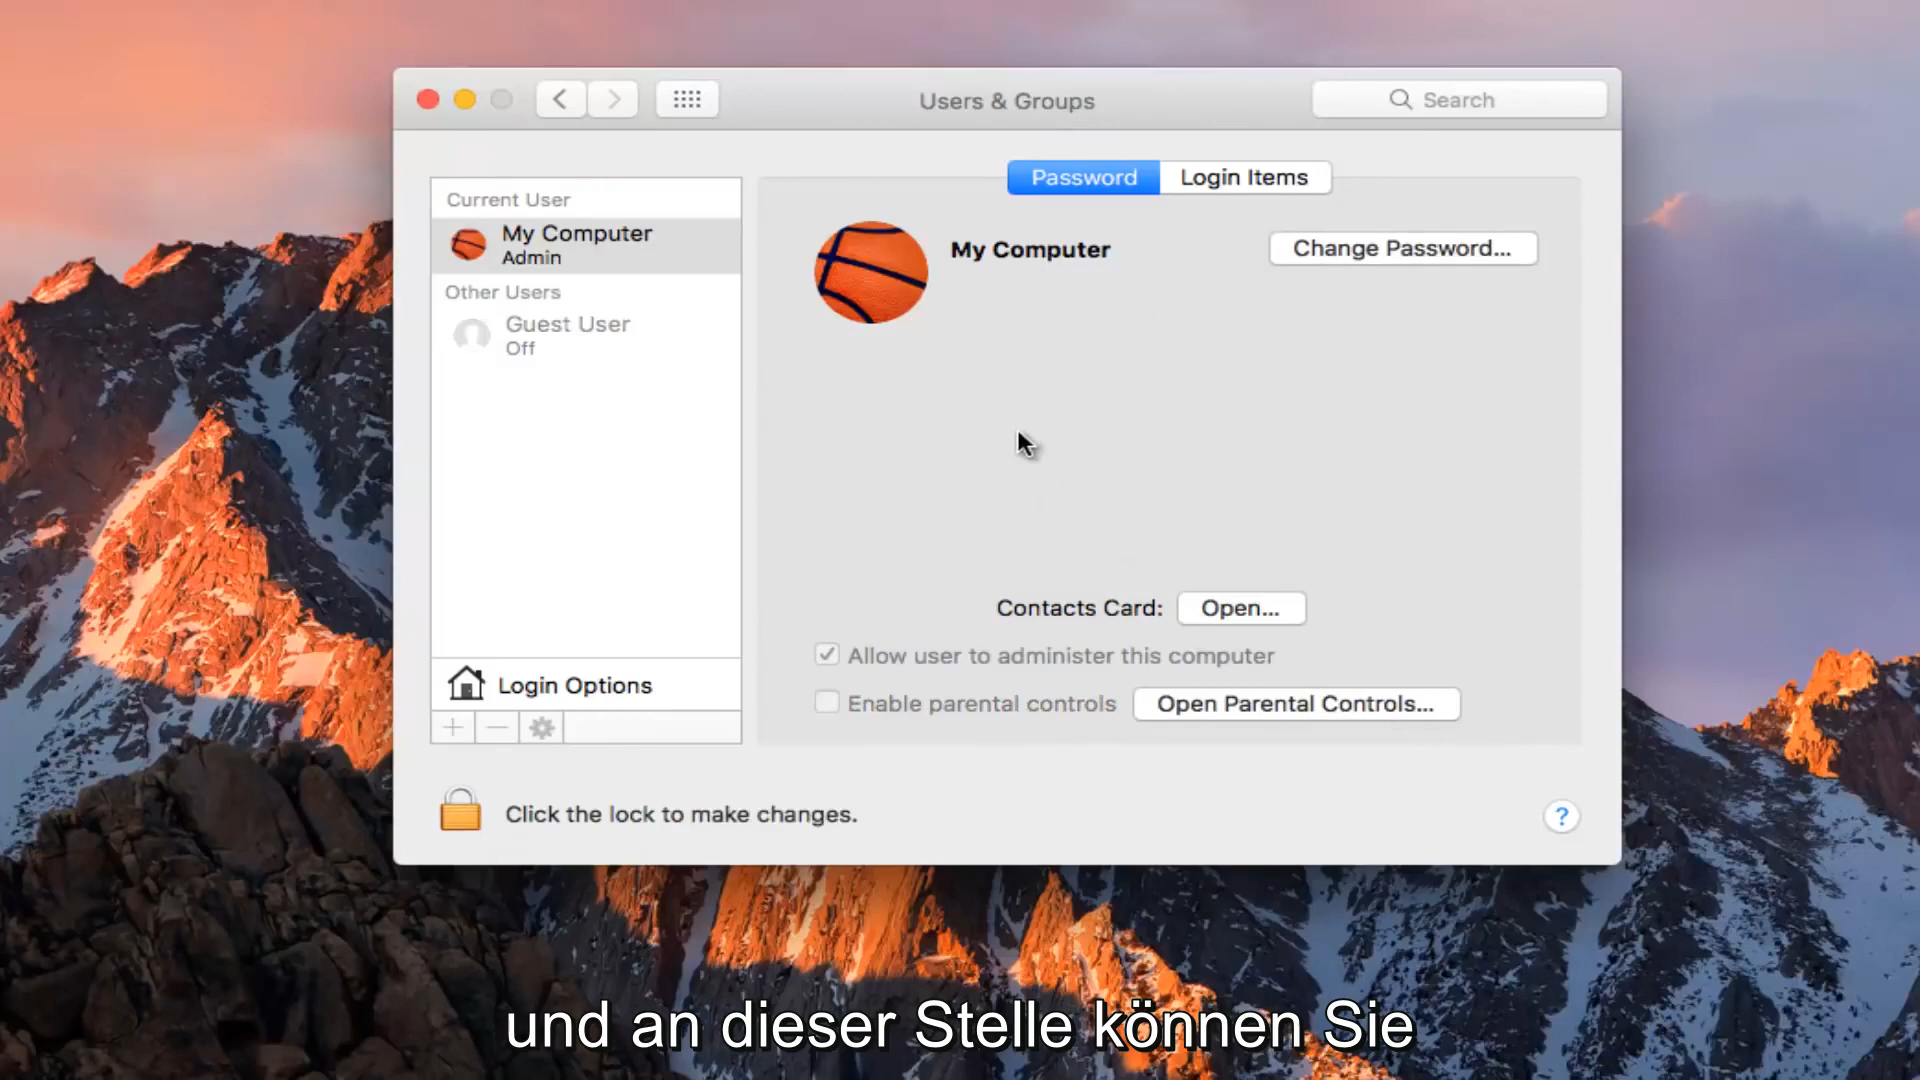 Users & Groups
Search
Password
Login Items
Current User
My Computer
Admin
Other Users
Guest User
Off
Login Options
My Computer
Change Password...
Contacts Card:
Open...
Allow user to administer this computer
Enable parental controls
Open Parental Controls...
Click the lock to make changes.
?
und an dieser Stelle können Sie